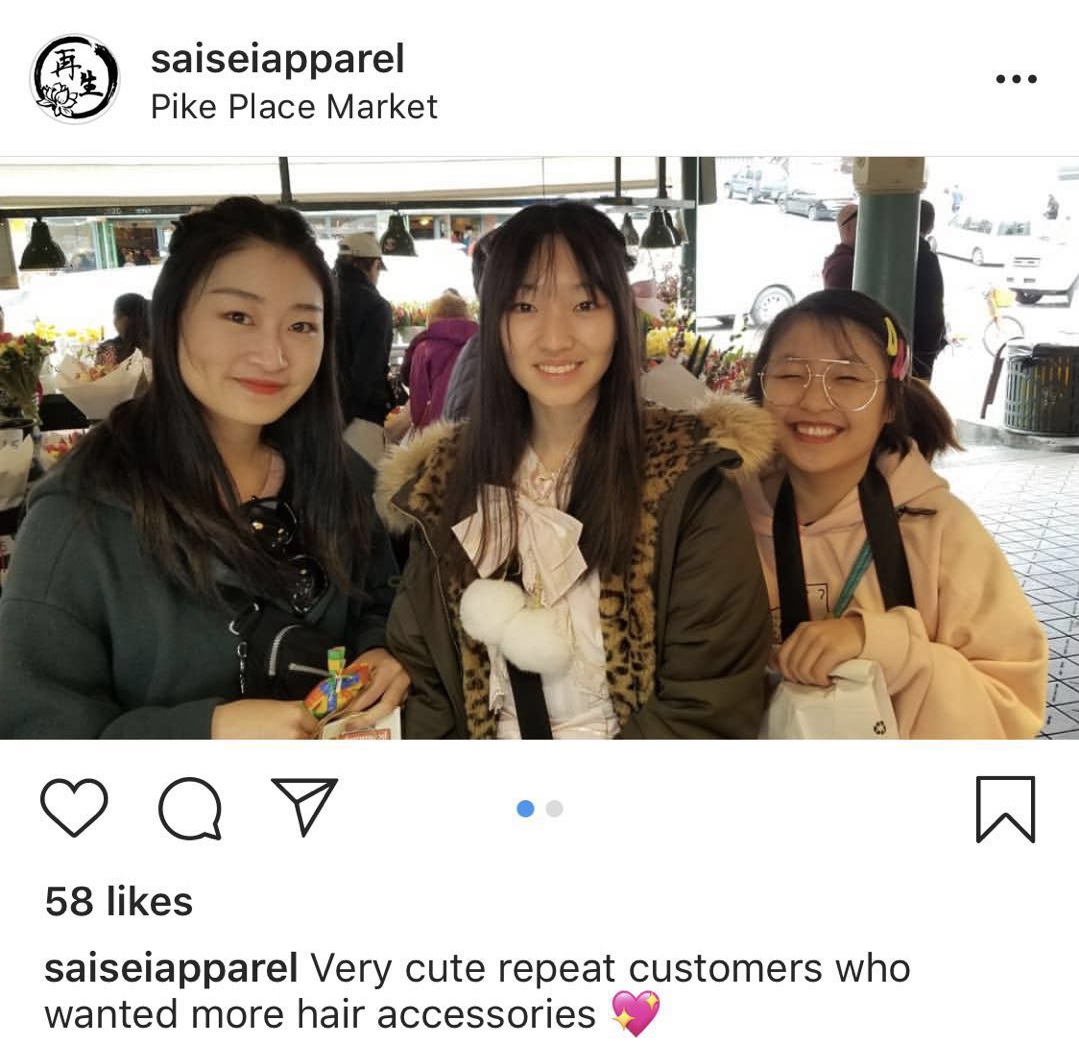 再生
saiseiapparel
Pike Place Market
58 likes
saiseiapparel Very cute repeat customers who
wanted more hair accessories 💖